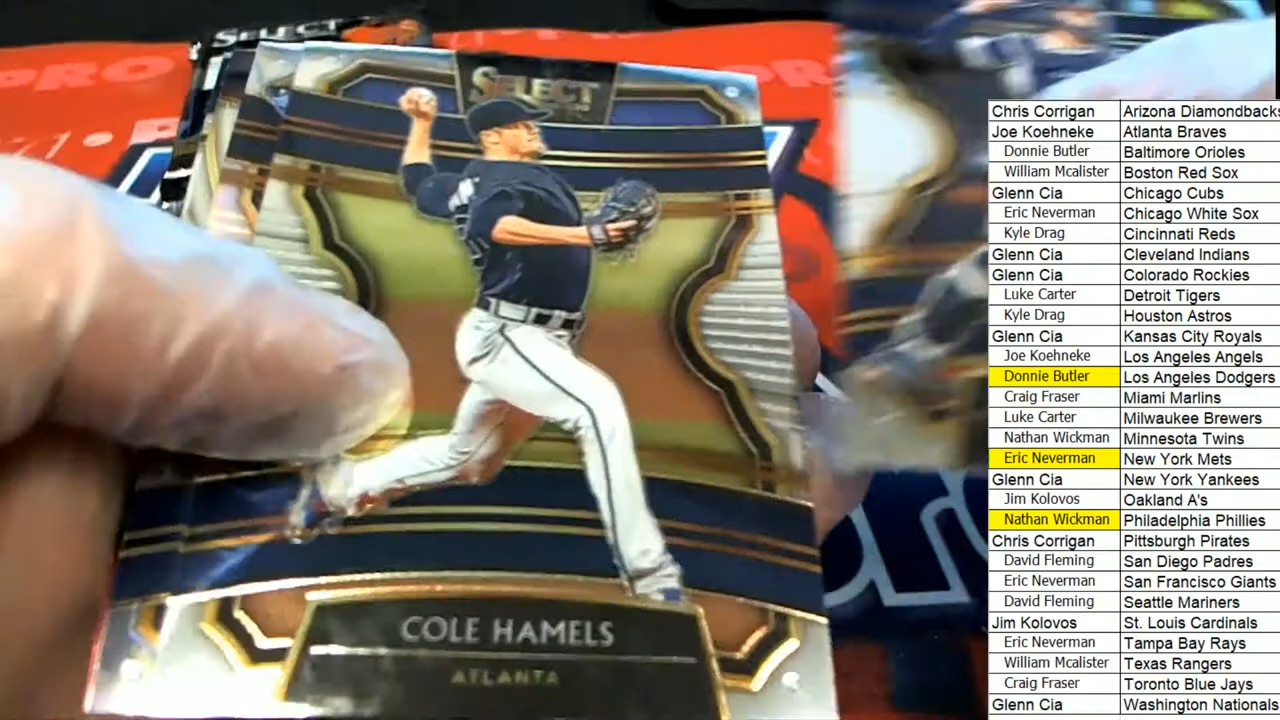 SELECT
PRO
PRO
SELECT
COLE HAMELS
ATLANTA
Chris Corrigan Arizona Diamondbacks
Joe Koehneke Atlanta Braves
Donnie Butler Baltimore Orioles
William Mcalister Boston Red Sox
Glenn Cia Chicago Cubs
Eric Neverman Chicago White Sox
Kyle Drag Cincinnati Reds
Glenn Cia Cleveland Indians
Glenn Cia Colorado Rockies
Luke Carter Detroit Tigers
Kyle Drag Houston Astros
Glenn Cia Kansas City Royals
Joe Koehneke Los Angeles Angels
Donnie Butler Los Angeles Dodgers
Craig Fraser Miami Marlins
Luke Carter Milwaukee Brewers
Nathan Wickman Minnesota Twins
Eric Neverman New York Mets
Glenn Cia New York Yankees
Jim Kolovos Oakland A's
Nathan Wickman Philadelphia Phillies
Chris Corrigan Pittsburgh Pirates
David Fleming San Diego Padres
Eric Neverman San Francisco Giants
David Fleming Seattle Mariners
Jim Kolovos St. Louis Cardinals
Eric Neverman Tampa Bay Rays
William Mcalister Texas Rangers
Craig Fraser Toronto Blue Jays
Glenn Cia Washington Nationals